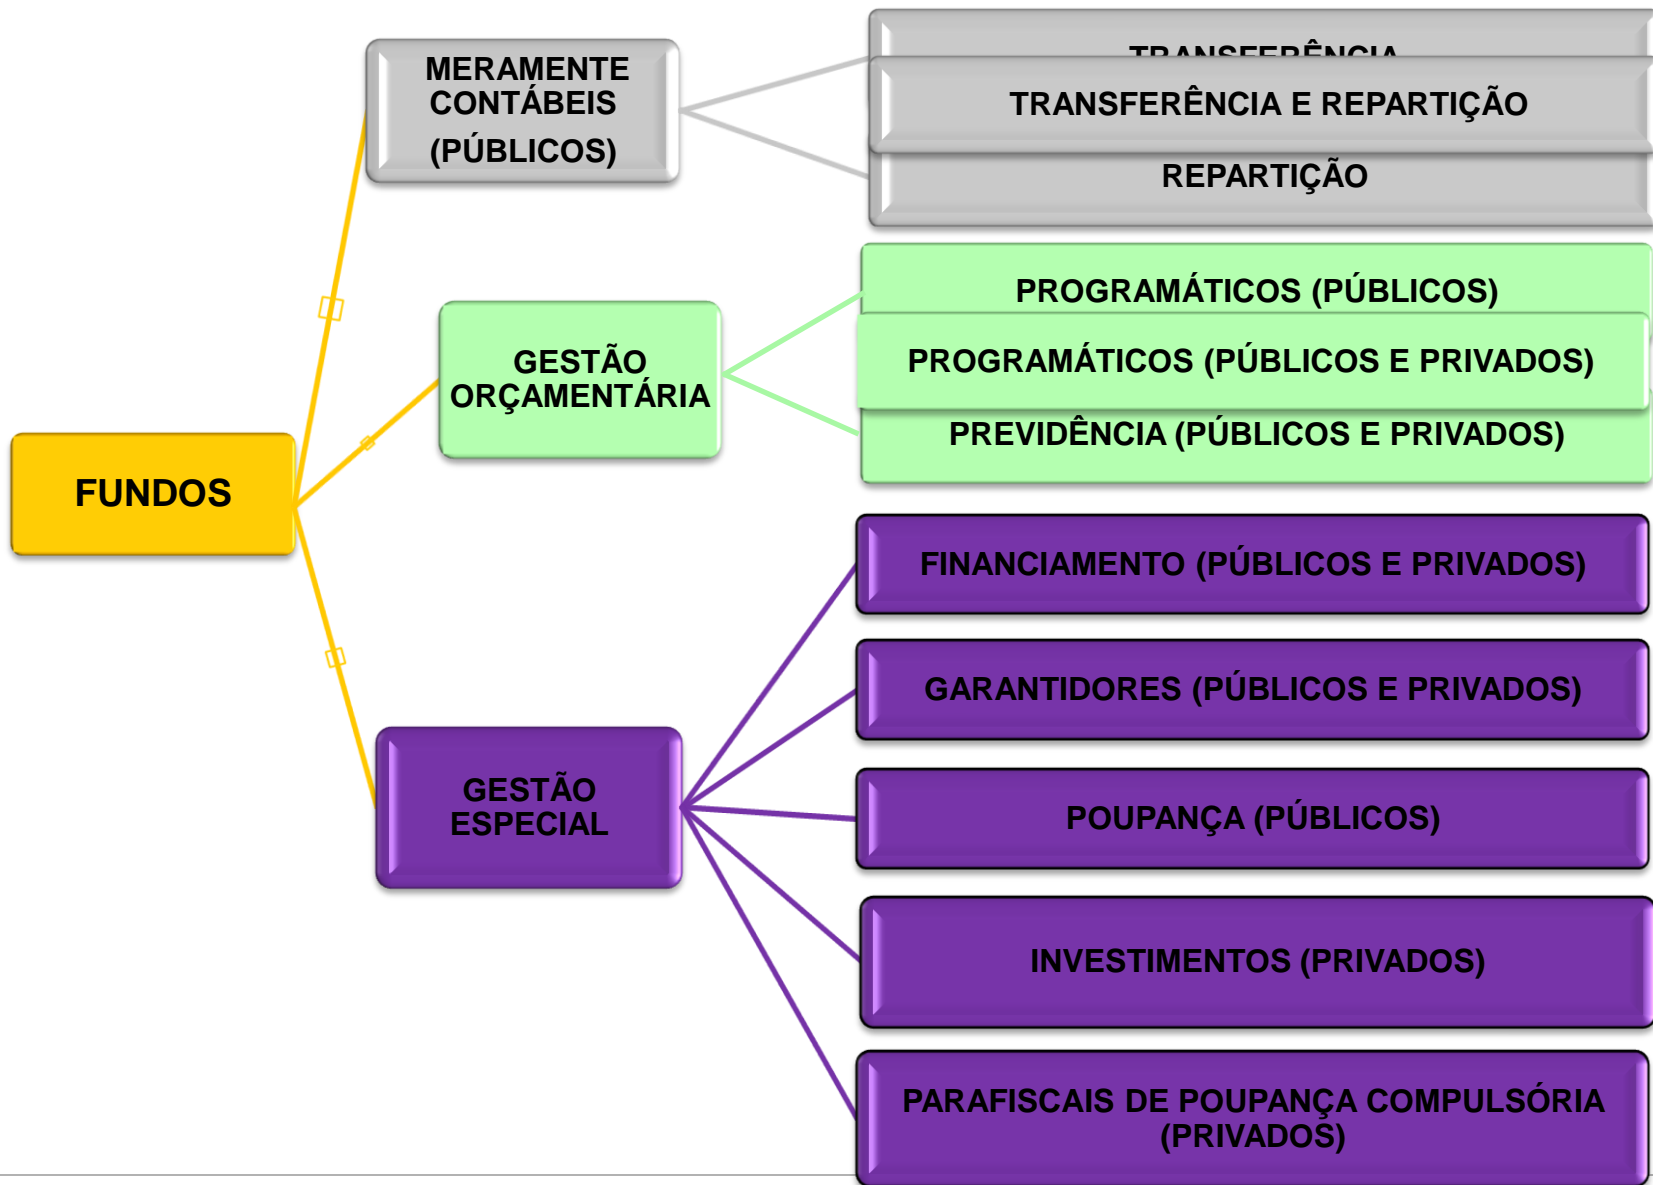 FUNDOS
MERAMENTE
CONTÁBEIS
(PÚBLICOS)
TRANSFERÊNCIA
TRANSFERÊNCIA E REPARTIÇÃO
REPARTIÇÃO
GESTÃO
ORÇAMENTÁRIA
PROGRAMÁTICOS (PÚBLICOS)
PROGRAMÁTICOS (PÚBLICOS E PRIVADOS)
PREVIDÊNCIA (PÚBLICOS E PRIVADOS)
GESTÃO
ESPECIAL
FINANCIAMENTO (PÚBLICOS E PRIVADOS)
GARANTIDORES (PÚBLICOS E PRIVADOS)
POUPANÇA (PÚBLICOS)
INVESTIMENTOS (PRIVADOS)
PARAFISCAIS DE POUPANÇA COMPULSÓRIA
(PRIVADOS)